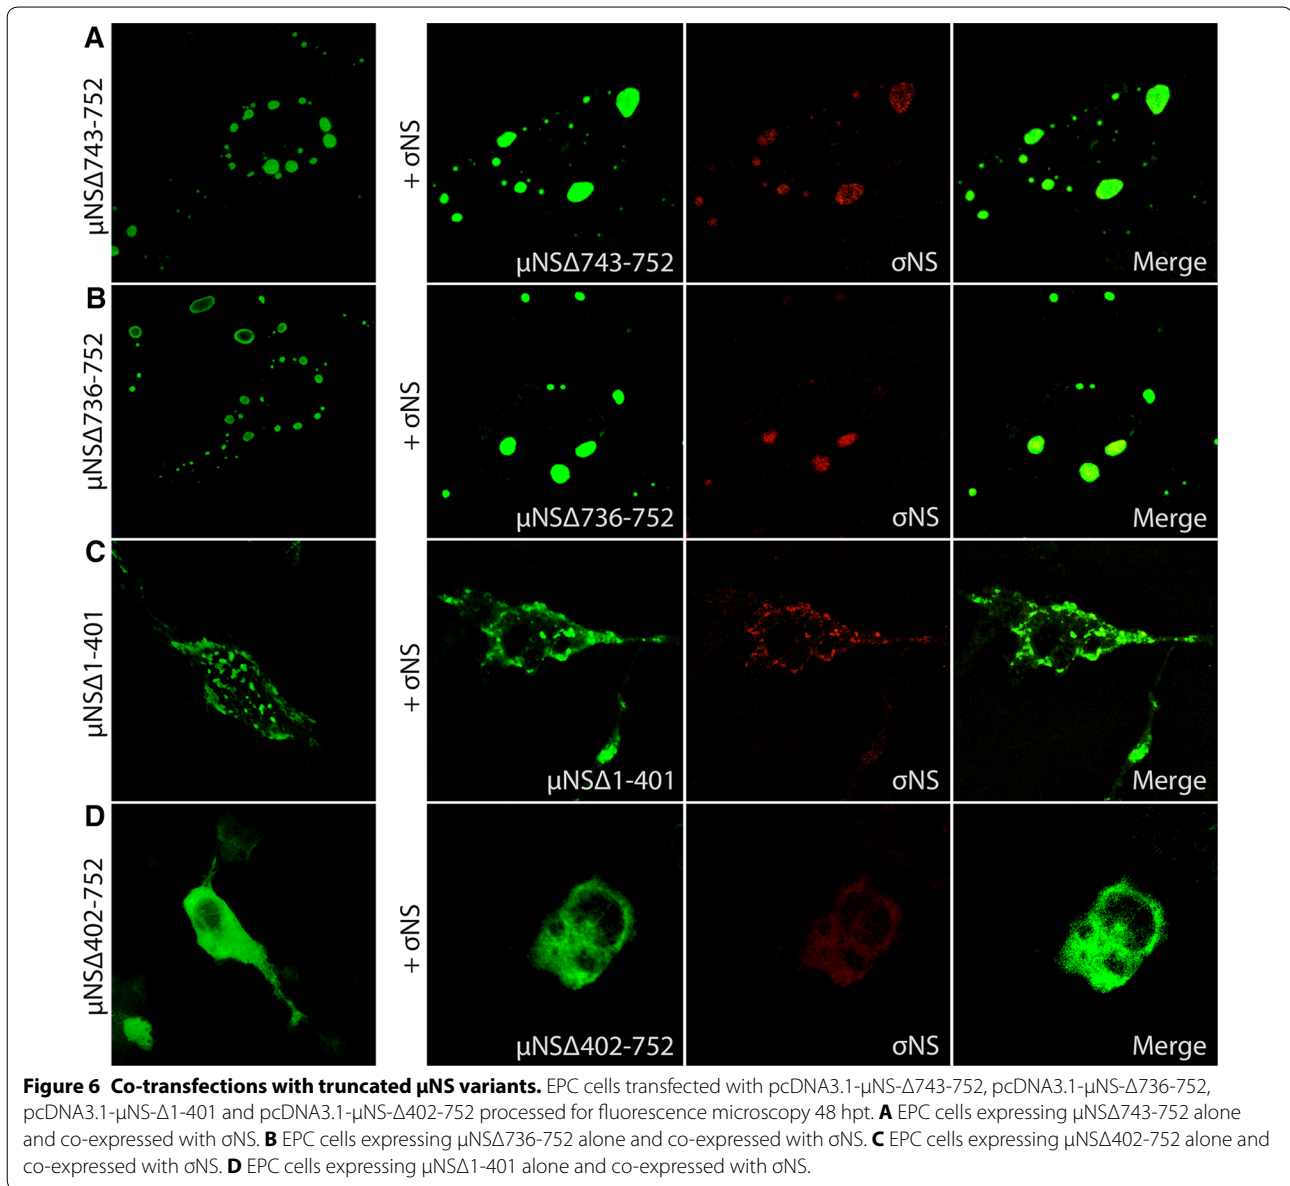 A
μNSΔ743-752
+ σNS
μNSΔ743-752
σNS
Merge
B
μNSΔ736-752
+ σNS
μNSΔ736-752
σNS
Merge
C
μNSΔ1-401
+ σNS
μNSΔ1-401
σNS
Merge
D
μNSΔ402-752
+ σNS
μNSΔ402-752
σNS
Merge
Figure 6 Co-transfections with truncated μNS variants. EPC cells transfected with pcDNA3.1-μNS-Δ743-752, pcDNA3.1-μNS-Δ736-752,
pcDNA3.1-μNS-Δ1-401 and pcDNA3.1-μNS-Δ402-752 processed for fluorescence microscopy 48 hpt. A EPC cells expressing μNSΔ743-752 alone
and co-expressed with σNS. B EPC cells expressing μNSΔ736-752 alone and co-expressed with σNS. C EPC cells expressing μNSΔ402-752 alone and
co-expressed with σNS. D EPC cells expressing μNSΔ1-401 alone and co-expressed with σNS.